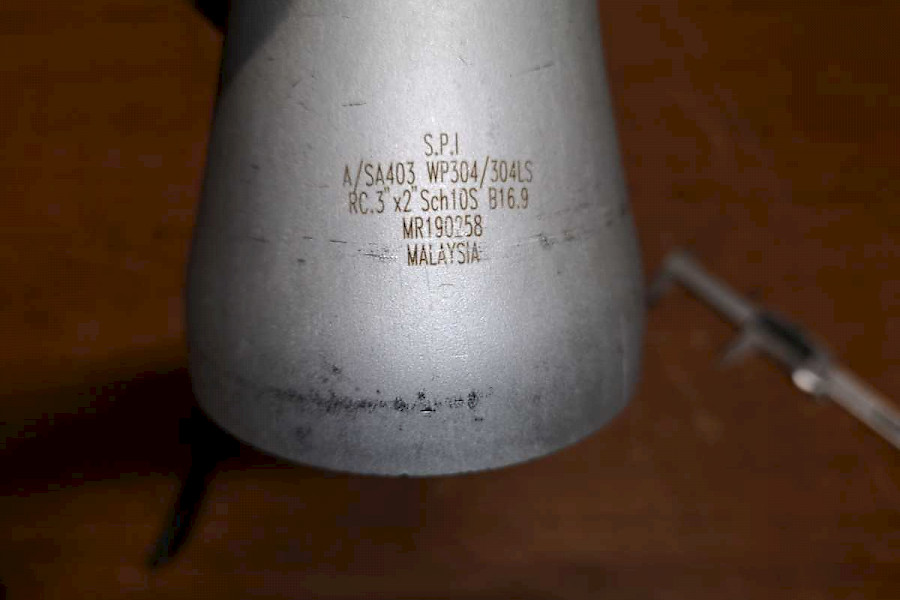 S.P.I
A/SA403 WP304/304LS
RC.3"x2"Sch10S B16.9
MR190258
MALAYSIA